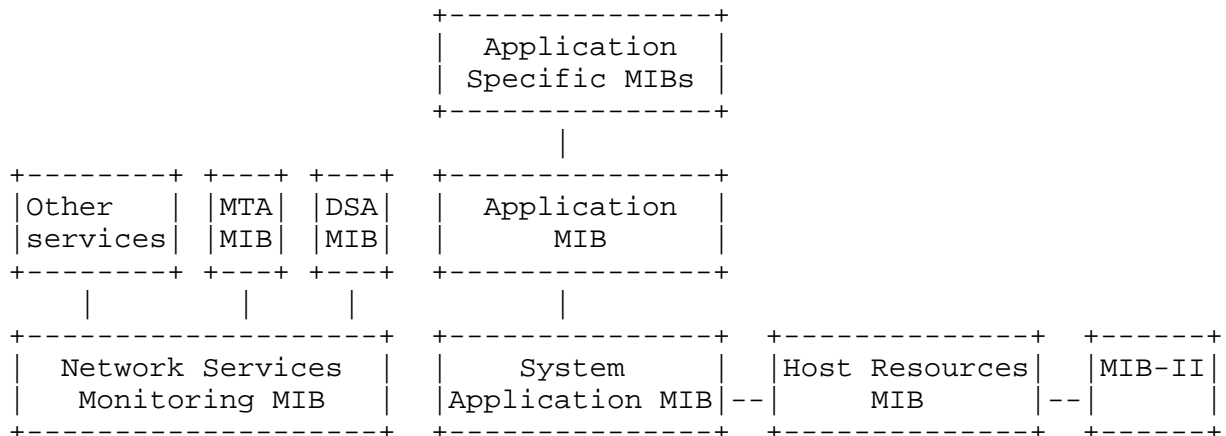 Application
Specific MIBs
Other services
MTA MIB
DSA MIB
Application
MIB
Network Services
Monitoring MIB
System
Application MIB
Host Resources
MIB
MIB-II